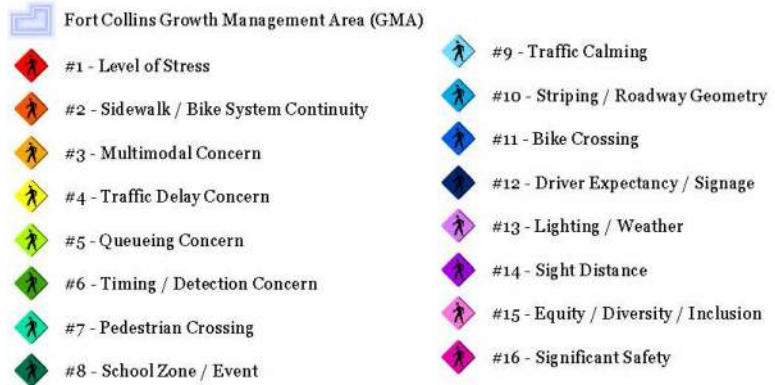 Fort Collins Growth Management Area (GMA)
#1 - Level of Stress
#2 - Sidewalk / Bike System Continuity
#3 - Multimodal Concern
#4 - Traffic Delay Concern
#5 - Queueing Concern
#6 - Timing / Detection Concern
#7 - Pedestrian Crossing
#8 - School Zone / Event
#9 - Traffic Calming
#10 - Striping / Roadway Geometry
#11 - Bike Crossing
#12 - Driver Expectancy / Signage
#13 - Lighting / Weather
#14 - Sight Distance
#15 - Equity / Diversity / Inclusion
#16 - Significant Safety